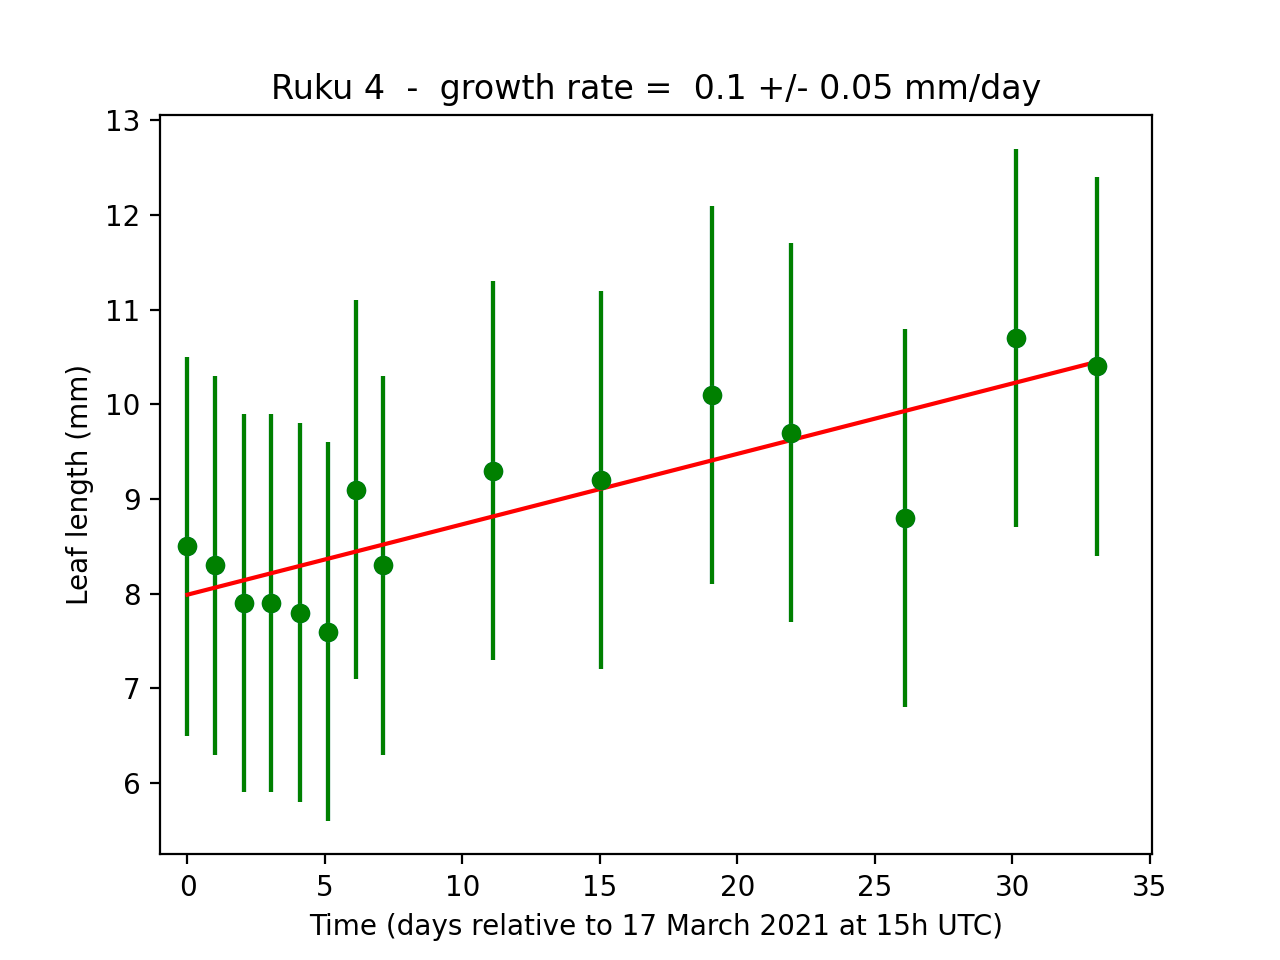 Ruku 4 - growth rate = 0.1 +/- 0.05 mm/day
13
12
11
10
9
8
7
6
Leaf length (mm)
0 5 10 15 20 25 30 35
Time (days relative to 17 March 2021 at 15h UTC)